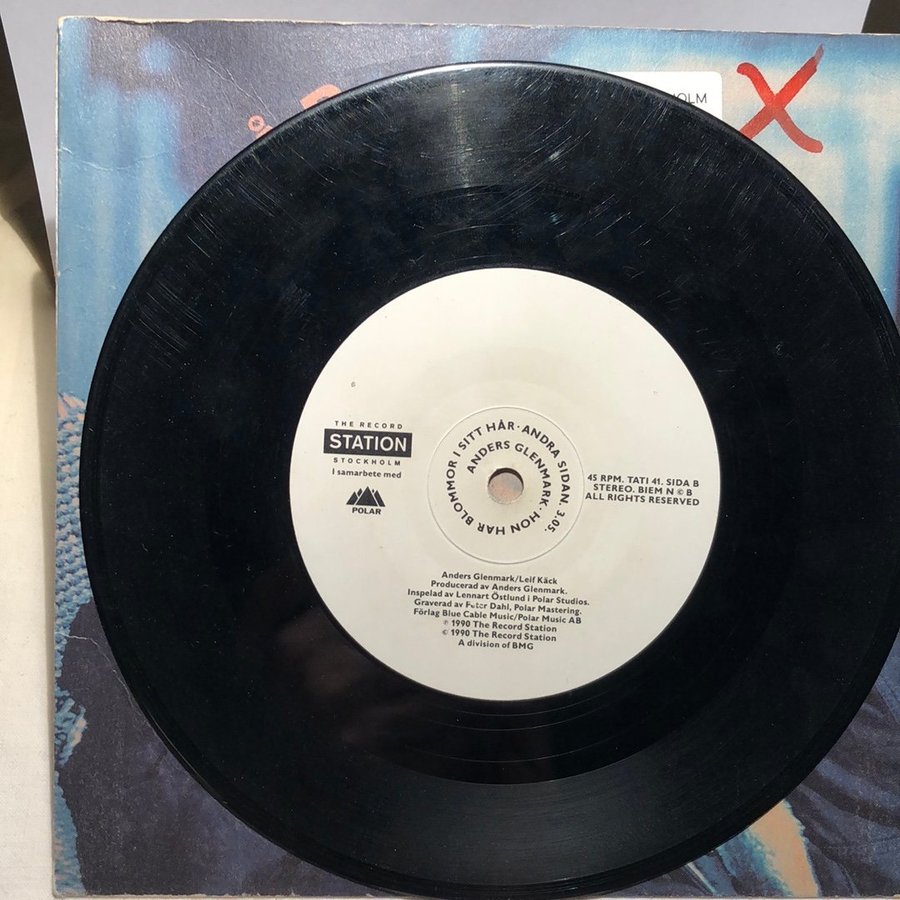 OLM
X
THE RECORD
STATION
STOCKHOLM
I samarbete med
POLAR
ANDERS GLENMARK · HON HAR BLOMMOR I SITT HÅR · ANDRA SIDAN. 3.05.
45 RPM. TATI 41. SIDA B
STEREO. BIEM N © B
ALL RIGHTS RESERVED
6
Anders Glenmark/Leif Käck
Producerad av Anders Glenmark.
Inspelad av Lennart Östlund i Polar Studios.
Graverad av Peter Dahl, Polar Mastering.
Förlag Blue Cable Music/Polar Music AB
℗ 1990 The Record Station
© 1990 The Record Station
A division of BMG